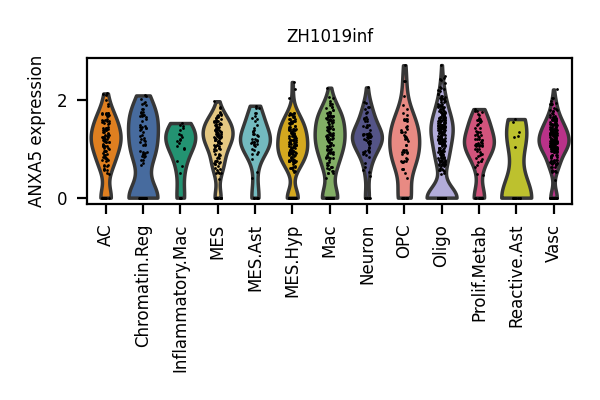 ZH1019inf
ANXA5 expression
2
0
AC
Chromatin.Reg
Inflammatory.Mac
MES
MES.Ast
MES.Hyp
Mac
Neuron
OPC
Oligo
Prolif.Metab
Reactive.Ast
Vasc